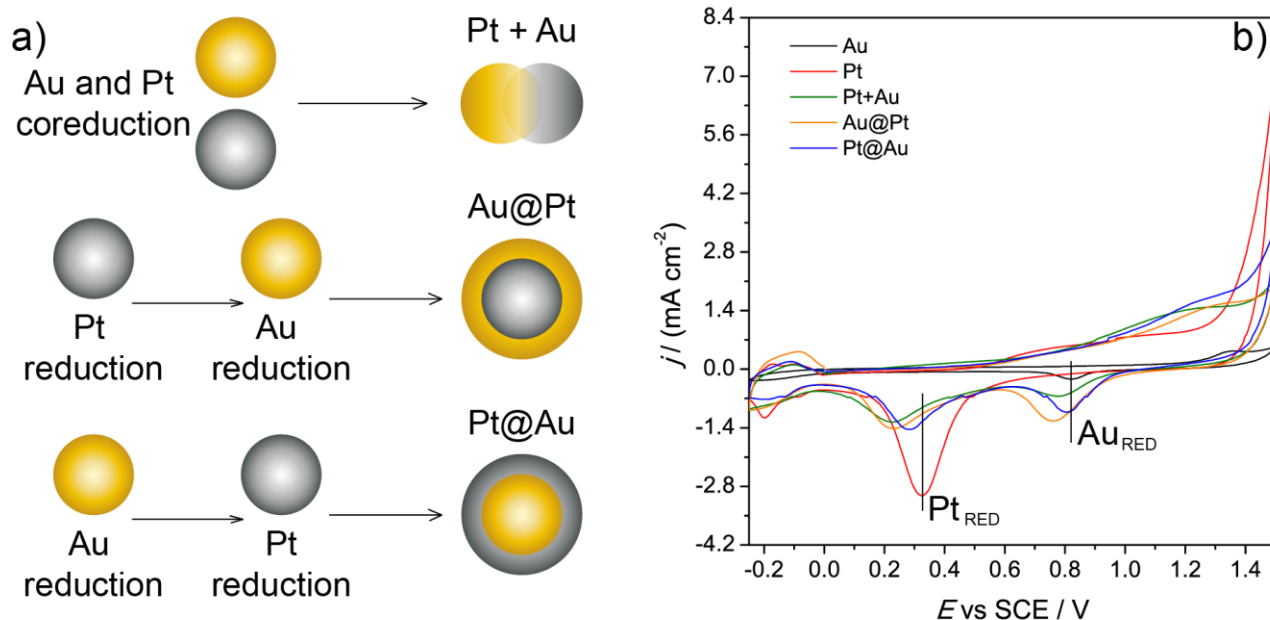 a)
Au and Pt
coreduction
Pt + Au
Pt
reduction
Au
reduction
Au@Pt
Au
reduction
Pt
reduction
Pt@Au
b)
Au
Pt
Pt+Au
Au@Pt
Pt@Au
8.4
7.0
5.6
4.2
2.8
1.4
0.0
-1.4
-2.8
-4.2
j / (mA cm⁻²)
Au RED
Pt RED
-0.2 0.0 0.2 0.4 0.6 0.8 1.0 1.2 1.4
E vs SCE / V